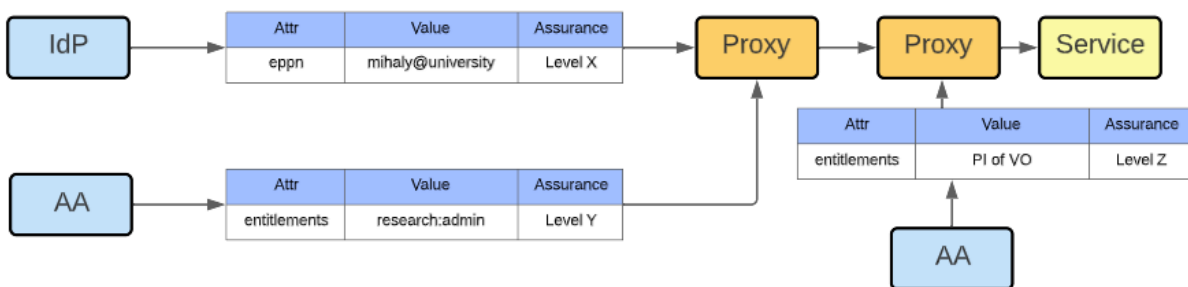 IdP
Attr Value Assurance
eppn mihaly@university Level X
Proxy
Proxy
Service
AA
Attr Value Assurance
entitlements research:admin Level Y
Attr Value Assurance
entitlements PI of VO Level Z
AA